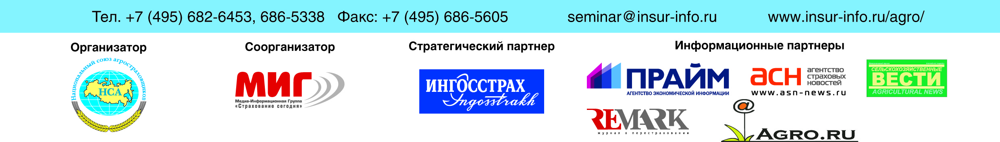 Тел. +7 (495) 682-6453, 686-5338 Факс: +7 (495) 686-5605 seminar@insur-info.ru www.insur-info.ru/agro/
Организатор
Национальный союз агростраховщиков
НСА
Соорганизатор
МИГ
Медиа-Информационная Группа
«Страхование сегодня»
Стратегический партнер
ИНГОССТРАХ
Ingosstrakh
Информационные партнеры
ПРАЙМ
АГЕНТСТВО ЭКОНОМИЧЕСКОЙ ИНФОРМАЦИИ
асн
агентство
страховых
новостей
www.asn-news.ru
СЕЛЬСКОХОЗЯЙСТВЕННЫЕ
ВЕСТИ
AGRICULTURAL NEWS
REMARK
журнал о перестраховании
@
AGRO.RU